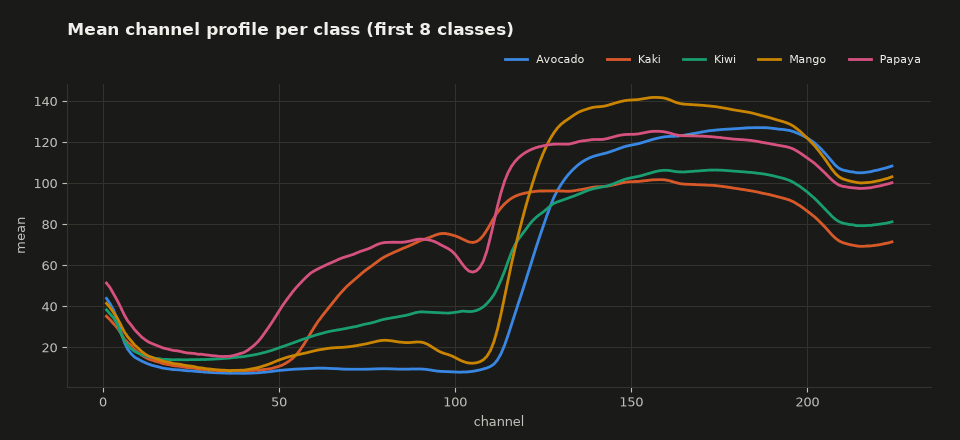 Mean channel profile per class (first 8 classes)
Avocado Kaki Kiwi Mango Papaya
140
120
100
80
60
40
20
mean
0 50 100 150 200
channel